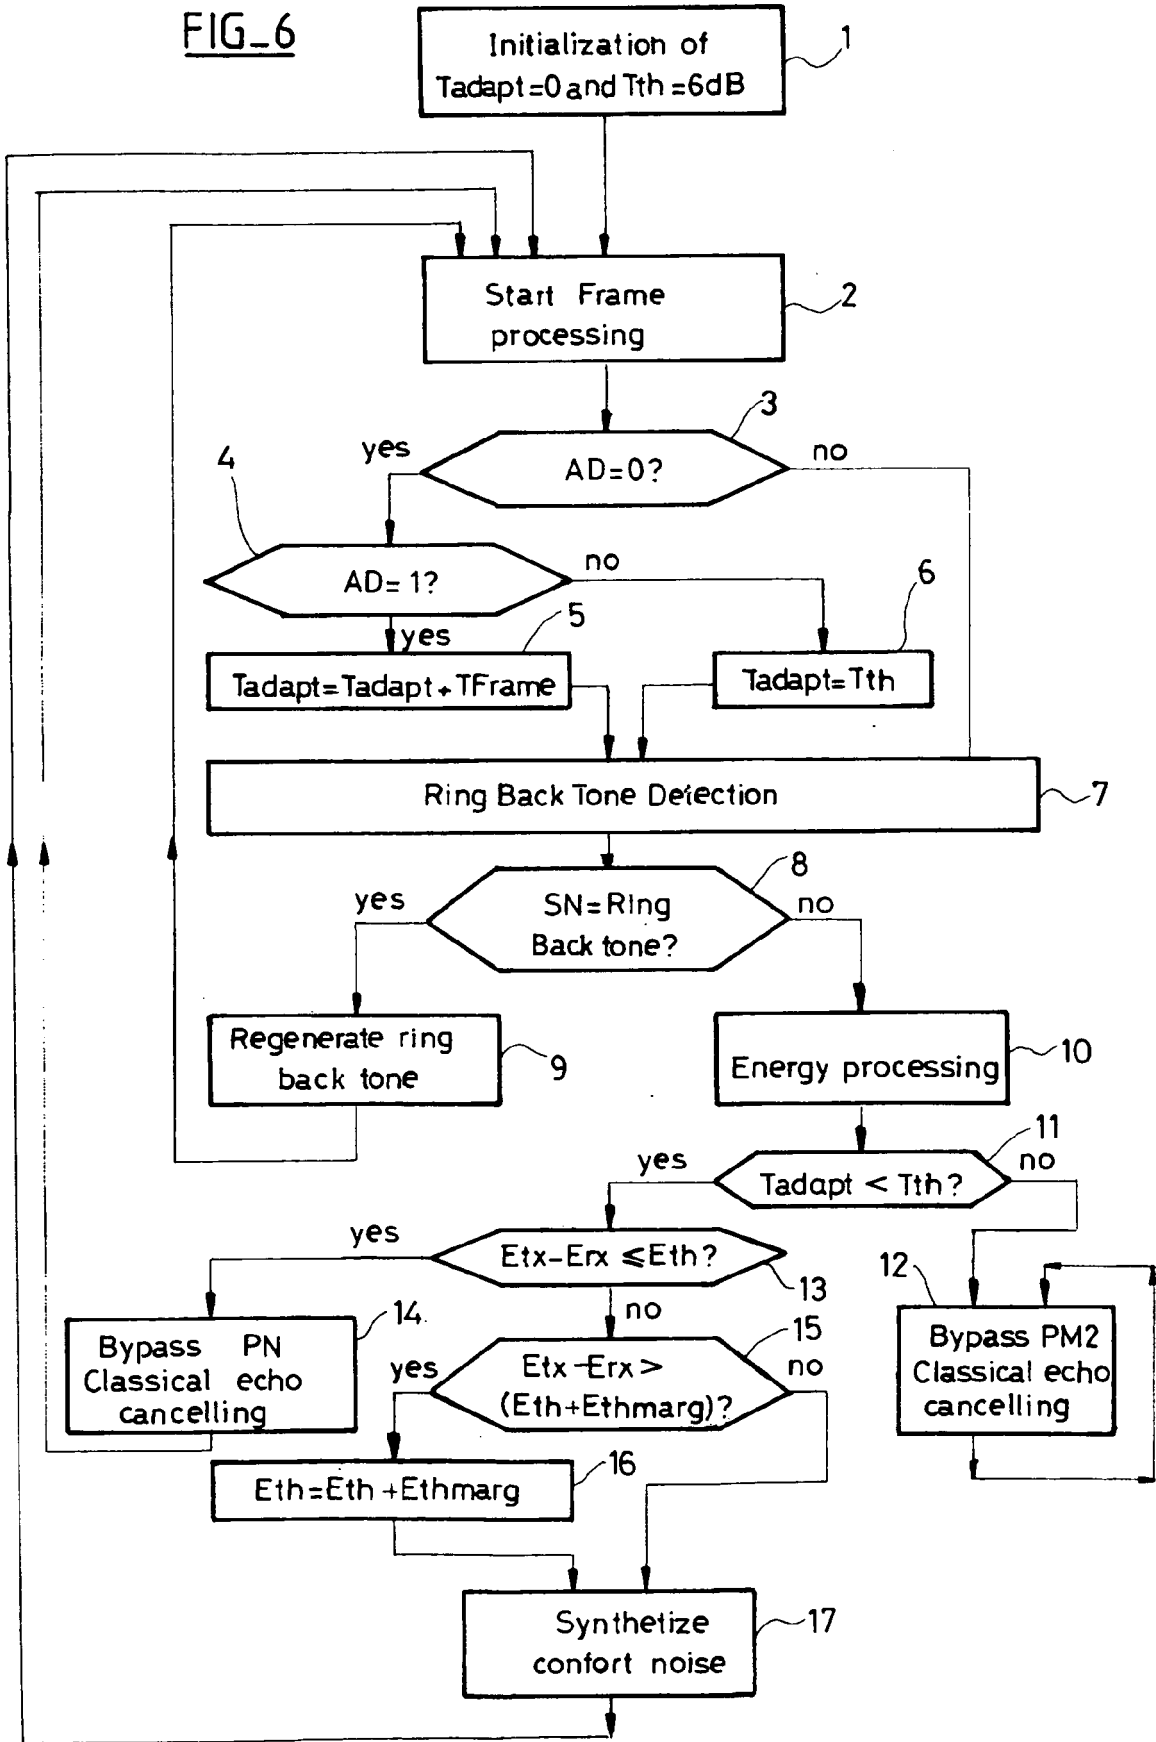 FIG_6
Initialization of
Tadapt=0 and Tth=6dB
1
Start Frame
processing
2
3
yes
AD=0?
no
4
AD=1?
no
yes
5
6
Tadapt=Tadapt+TFrame
Tadapt=Tth
Ring Back Tone Detection
7
8
yes
SN=Ring
Back tone?
no
Regenerate ring
back tone
9
Energy processing
10
11
yes
Tadapt < Tth?
no
yes
Etx-Erx ≤ Eth?
13
12
no
14
15
Bypass PN
Classical echo
cancelling
yes
Etx-Erx >
(Eth+Ethmarg)?
no
Bypass PM2
Classical echo
cancelling
16
Eth=Eth+Ethmarg
Synthetize
confort noise
17